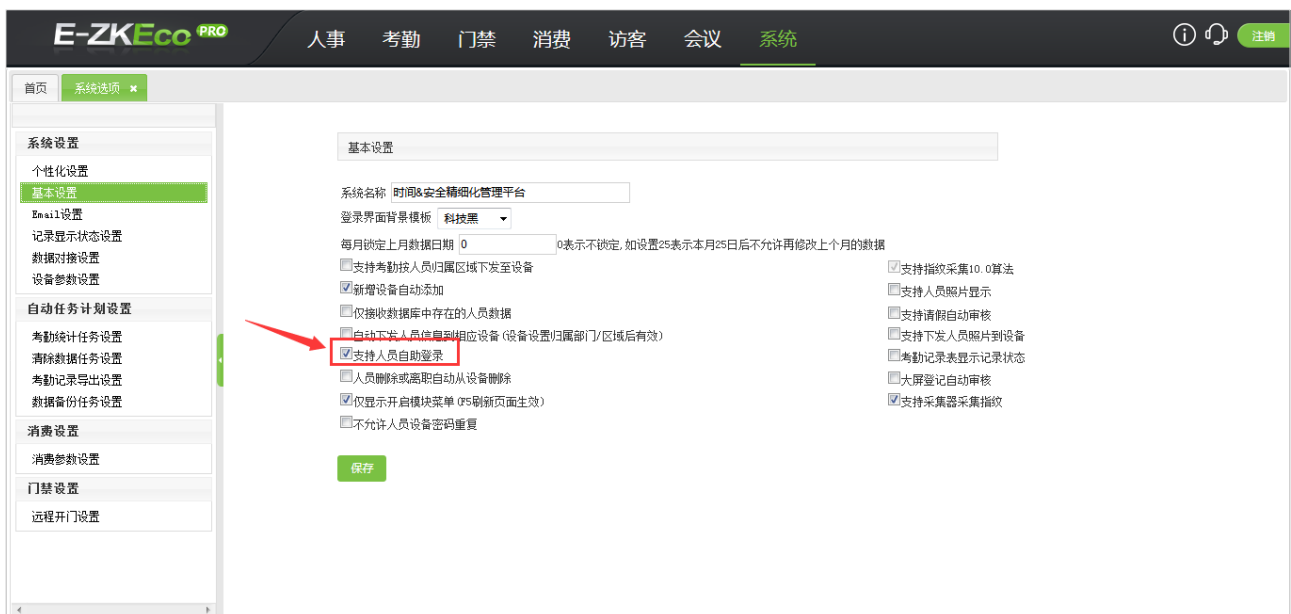 E-ZKEco PRO
人事 考勤 门禁 消费 访客 会议 系统
注销
首页 系统选项 ×
系统设置
个性化设置
基本设置
Email设置
记录显示状态设置
数据对接设置
设备参数设置
自动任务计划设置
考勤统计任务设置
清除数据任务设置
考勤记录导出设置
数据备份任务设置
消费设置
消费参数设置
门禁设置
远程开门设置
基本设置
系统名称 时间&安全精细化管理平台
登录界面背景模板 科技黑
每月锁定上月数据日期 0 0表示不锁定,如设置25表示本月25日后不允许再修改上个月的数据
支持考勤按人员归属区域下发至设备 支持指纹采集10.0算法
新增设备自动添加 支持人员照片显示
仅接收数据库中存在的人员数据 支持请假自动审核
自动下发人员信息到相应设备(设备设置归属部门/区域后有效) 支持下发人员照片到设备
支持人员自助登录 考勤记录表显示记录状态
人员删除或离职自动从设备删除 大屏登记自动审核
仅显示开启模块菜单(F5刷新页面生效) 支持采集器采集指纹
不允许人员设备密码重复
保存